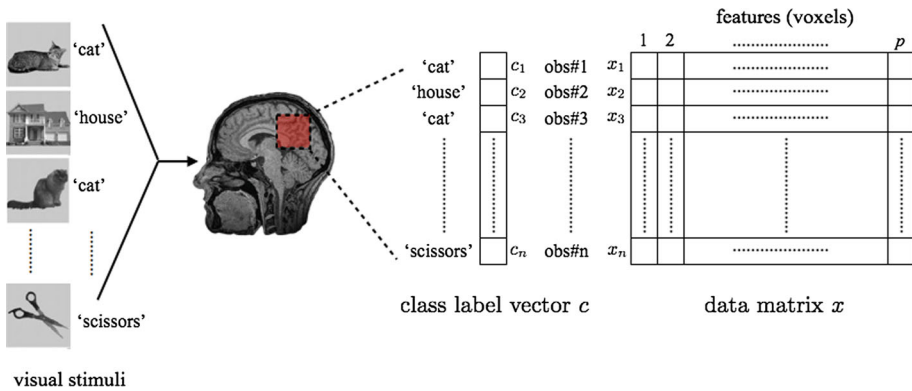 ‘cat’
‘house’
‘cat’
‘scissors’
visual stimuli
features (voxels)
1 2 p
‘cat’ c1 obs#1 x1
‘house’ c2 obs#2 x2
‘cat’ c3 obs#3 x3
‘scissors’ cn obs#n xn
class label vector c
data matrix x